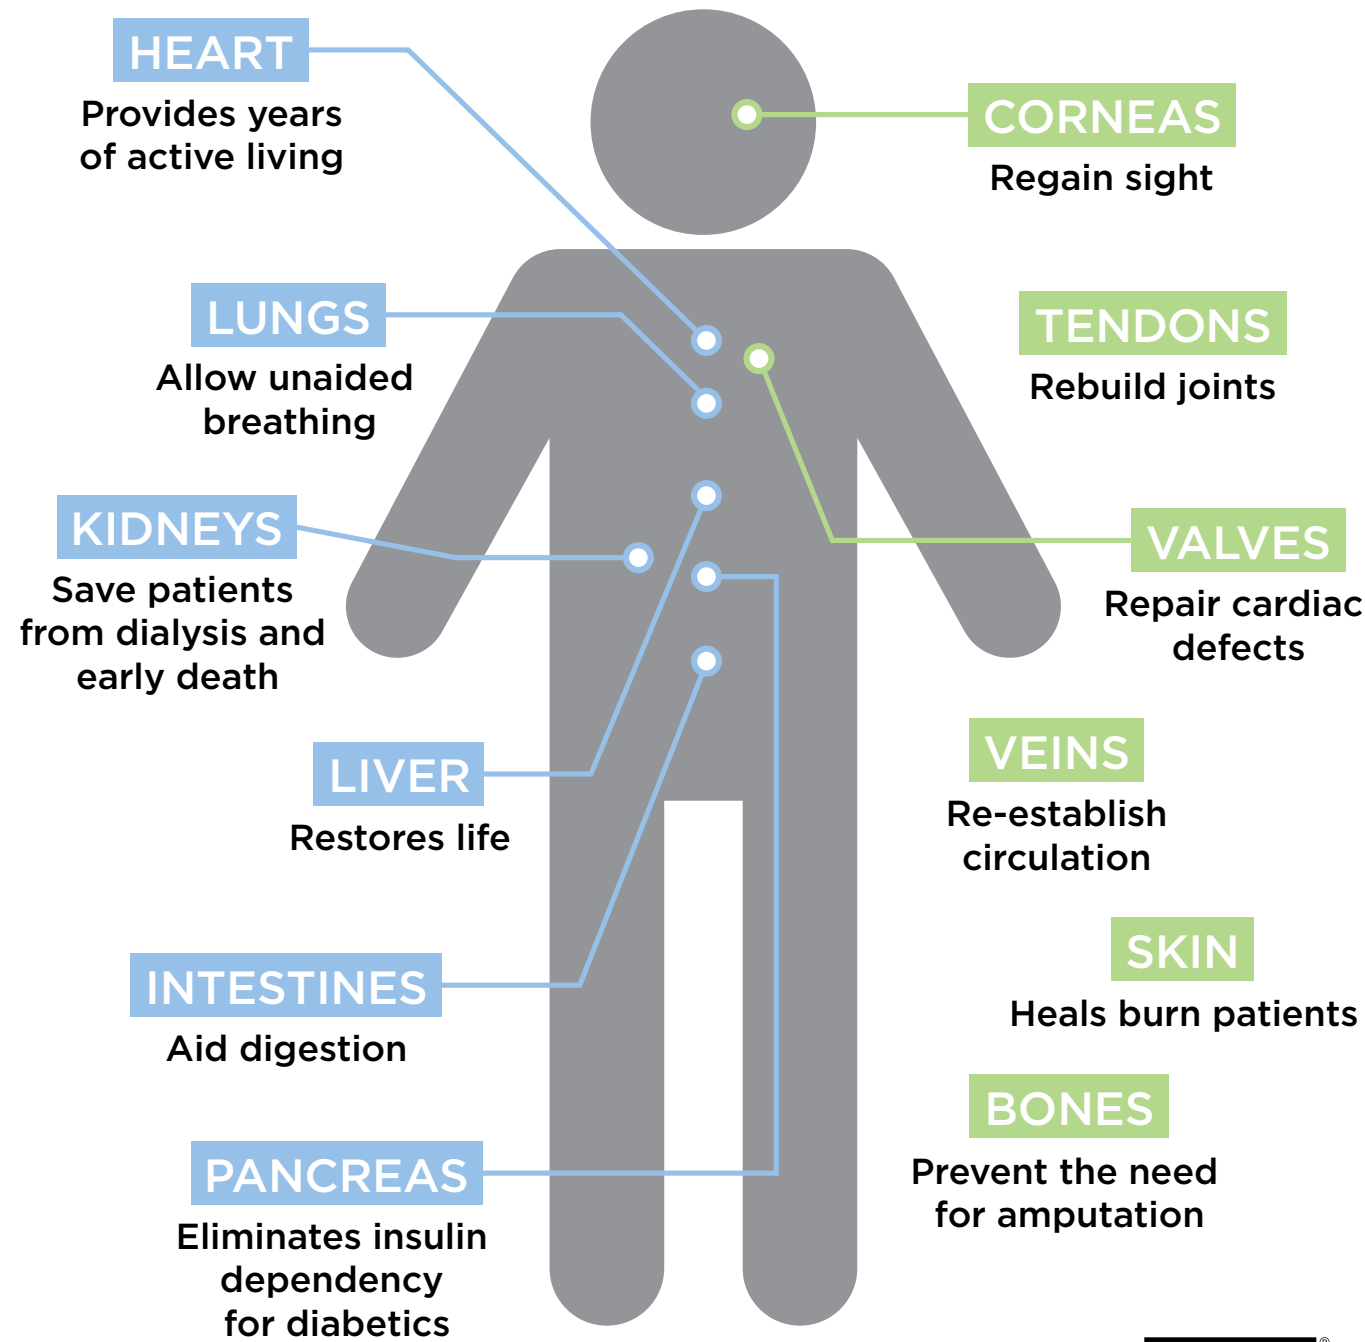 HEART
Provides years
of active living
CORNEAS
Regain sight
LUNGS
Allow unaided
breathing
TENDONS
Rebuild joints
KIDNEYS
Save patients
from dialysis and
early death
VALVES
Repair cardiac
defects
LIVER
Restores life
VEINS
Re-establish
circulation
INTESTINES
Aid digestion
SKIN
Heals burn patients
BONES
Prevent the need
for amputation
PANCREAS
Eliminates insulin
dependency
for diabetics
®